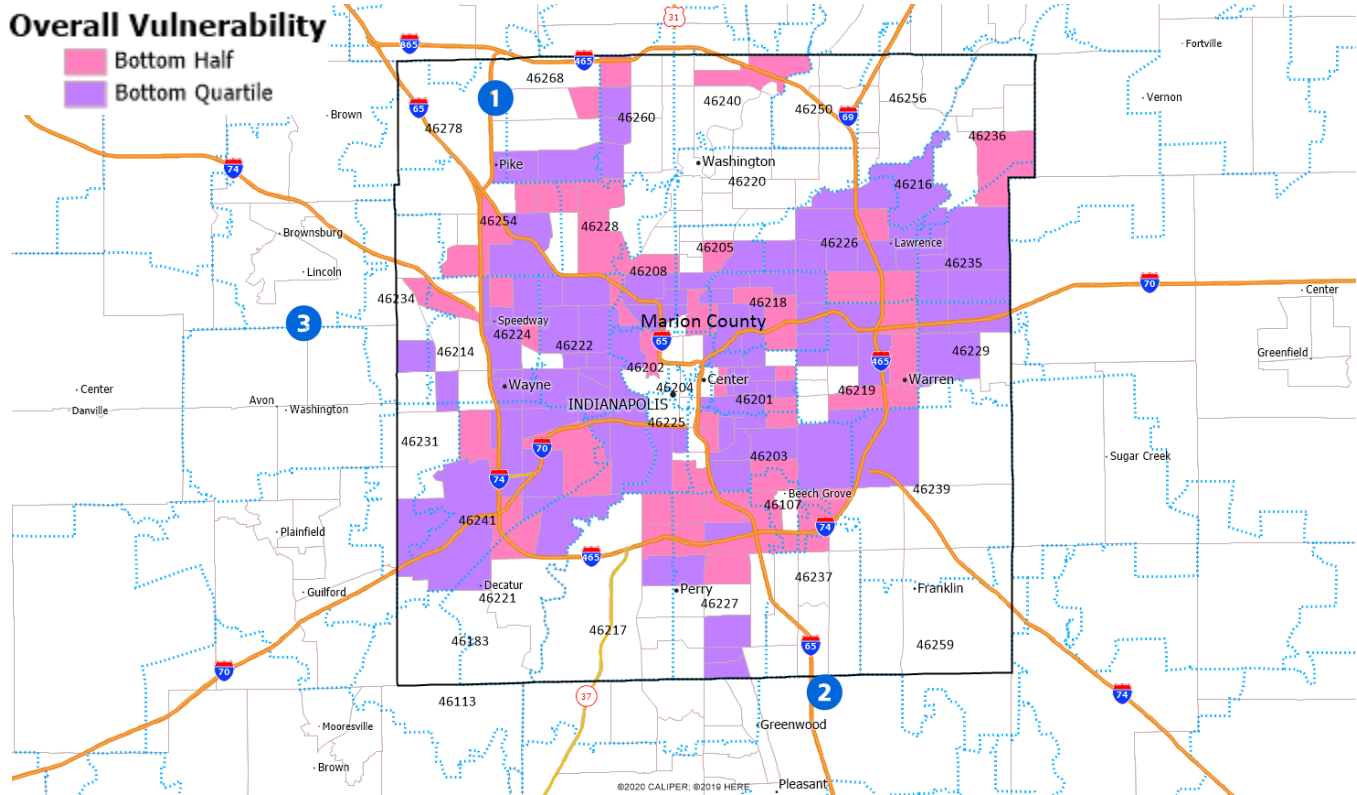 Overall Vulnerability
Bottom Half
Bottom Quartile
31
865
465
46268
Fortville
1
46240
46256
65
46278
46260
46250
69
Vernon
Brown
46236
74
Pike
Washington
46220
46216
46254
46228
Brownsburg
46205
46226
Lawrence
46208
46235
Lincoln
70
Center
46234
46218
3
Speedway
46224
Marion County
65
46214
46222
46229
Greenfield
465
46202
Center
Warren
Center
Wayne
46204
46219
Danville
Avon
Washington
INDIANAPOLIS
46201
46225
46231
70
46203
Sugar Creek
74
46239
Beech Grove
46107
46241
74
Plainfield
465
46237
Decatur
Perry
Franklin
Guilford
46221
46227
46217
46183
65
46259
70
2
74
37
46113
Mooresville
Greenwood
Brown
©2020 CALIPER; ©2019 HERE
Pleasant